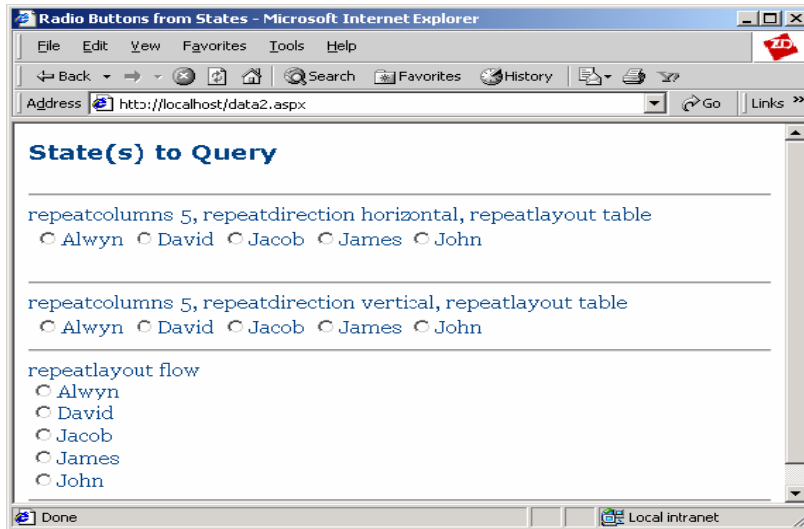 Radio Buttons from States - Microsoft Internet Explorer
File Edit View Favorites Tools Help
ZD
Back Search Favorites History
Address http://localhost/data2.aspx Go Links »
State(s) to Query
repeatcolumns 5, repeatdirection horizontal, repeatlayout table
Alwyn David Jacob James John
repeatcolumns 5, repeatdirection vertical, repeatlayout table
Alwyn David Jacob James John
repeatlayout flow
Alwyn
David
Jacob
James
John
Done Local intranet